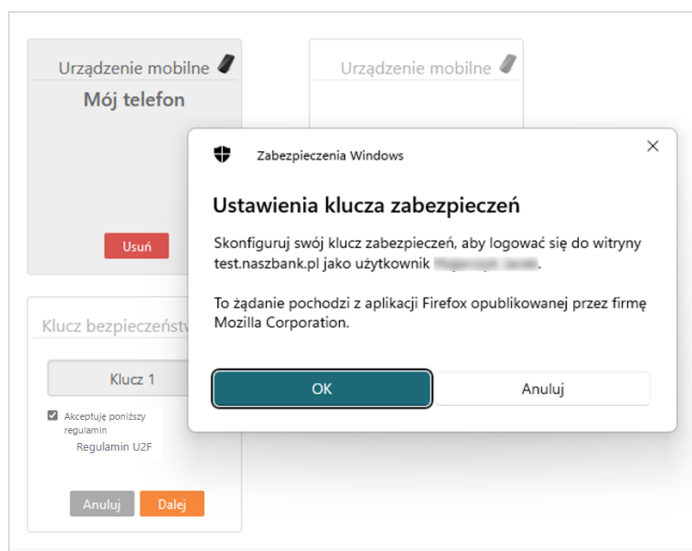 Urządzenie mobilne
Mój telefon
Usuń
Urządzenie mobilne
Zabezpieczenia Windows
Ustawienia klucza zabezpieczeń
Skonfiguruj swój klucz zabezpieczeń, aby logować się do witryny
test.naszbank.pl jako użytkownik .
To żądanie pochodzi z aplikacji Firefox opublikowanej przez firmę
Mozilla Corporation.
OK
Anuluj
Klucz
Klucz 1
Akceptuję poniższy
regulamin
Regulamin U2F
Anuluj
Dalej